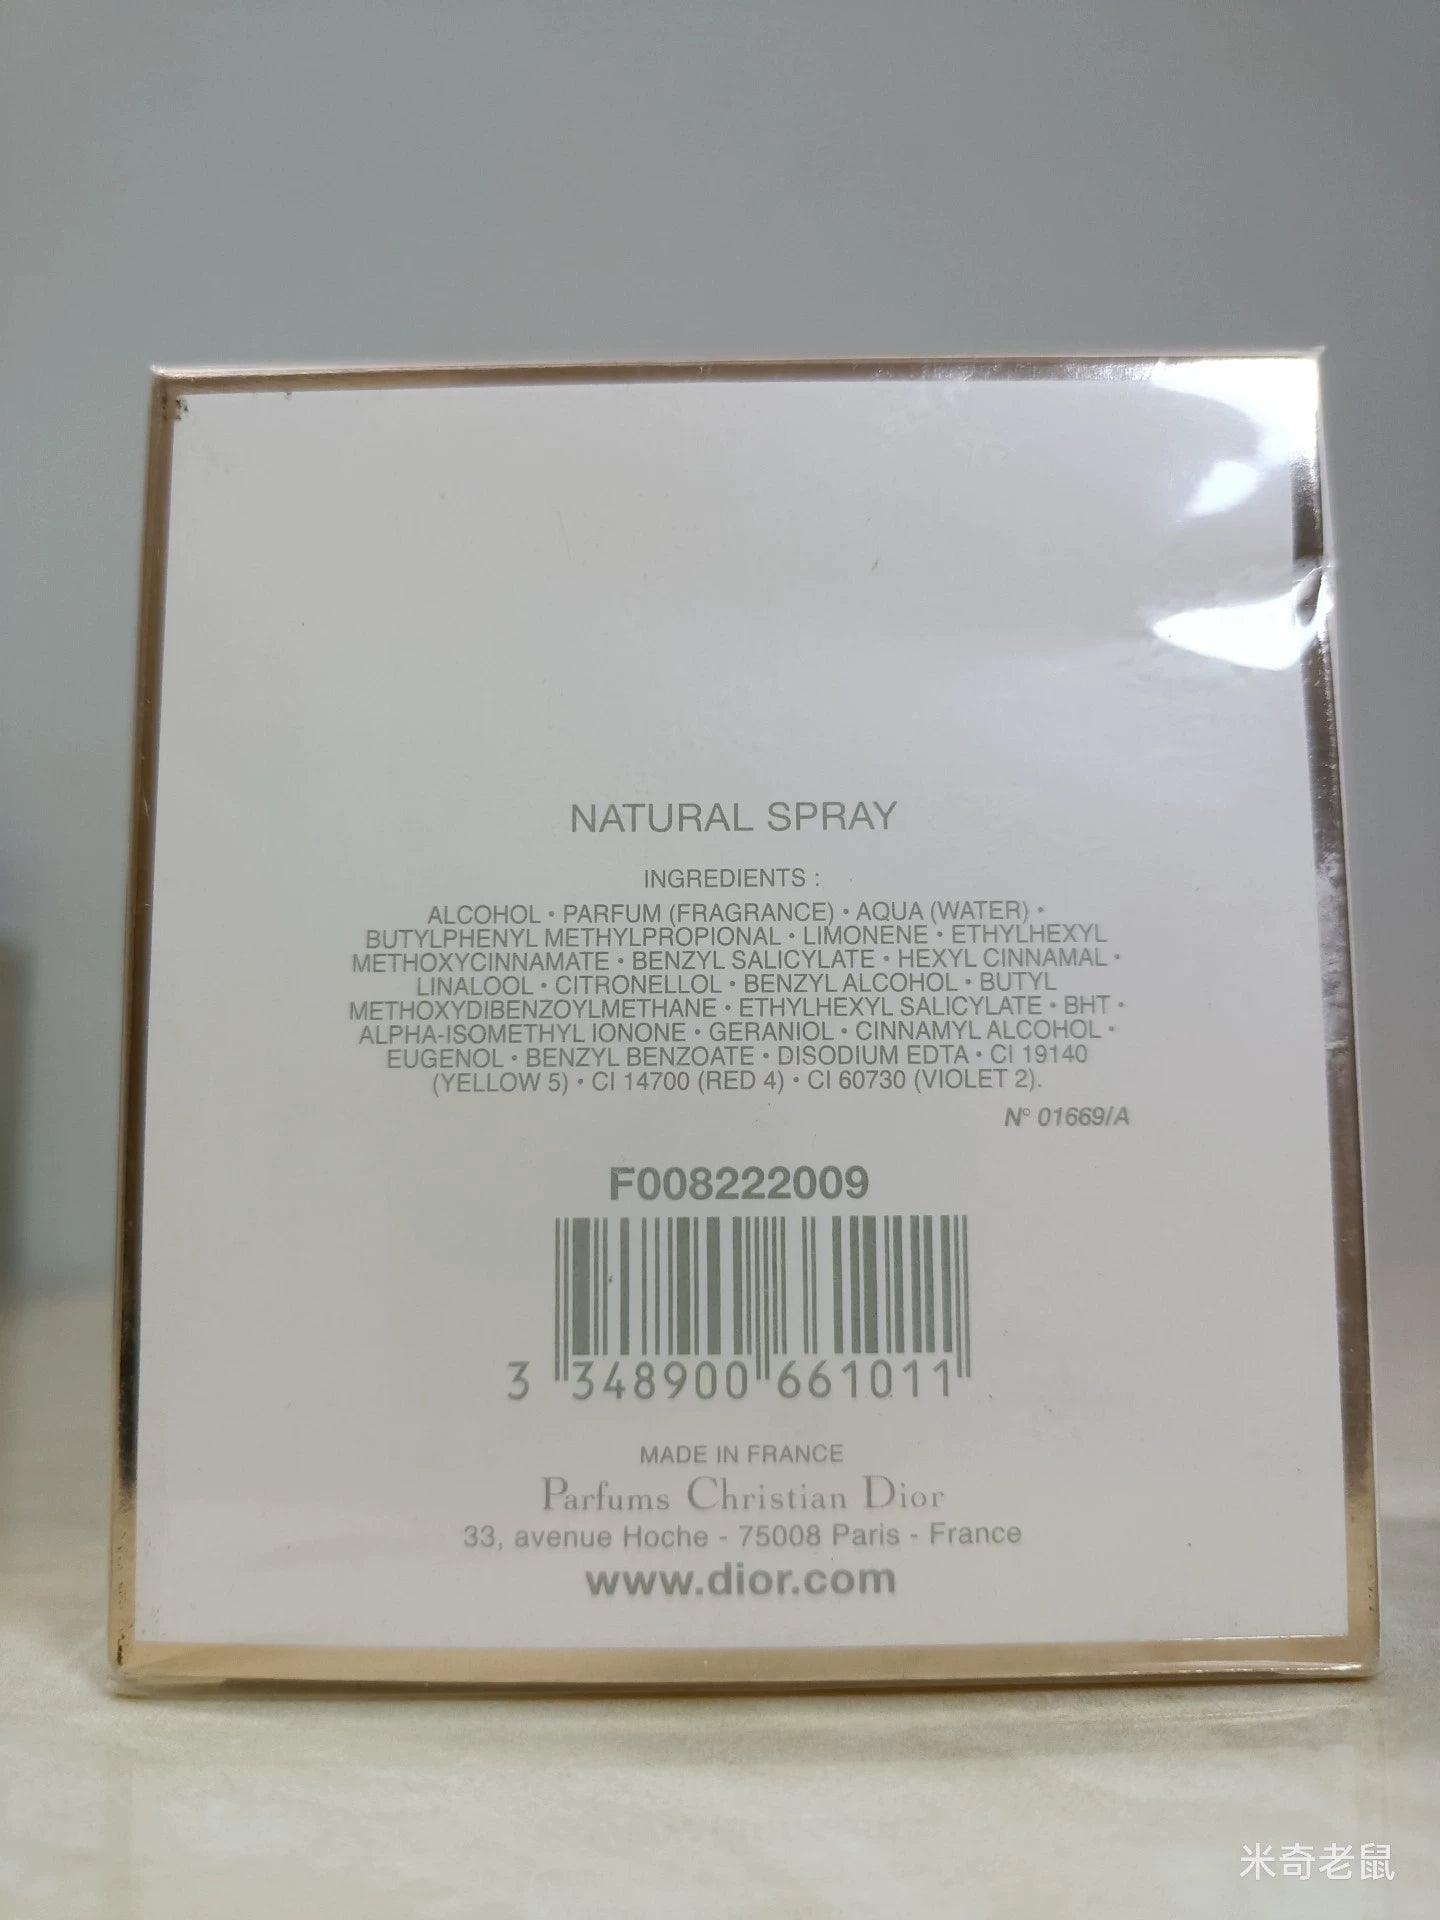 NATURAL SPRAY
INGREDIENTS :
ALCOHOL • PARFUM (FRAGRANCE) • AQUA (WATER) •
BUTYLPHENYL METHYLPROPIONAL • LIMONENE • ETHYLHEXYL
METHOXYCINNAMATE • BENZYL SALICYLATE • HEXYL CINNAMAL •
LINALOOL • CITRONELLOL • BENZYL ALCOHOL • BUTYL
METHOXYDIBENZOYLMETHANE • ETHYLHEXYL SALICYLATE • BHT •
ALPHA-ISOMETHYL IONONE • GERANIOL • CINNAMYL ALCOHOL •
EUGENOL • BENZYL BENZOATE • DISODIUM EDTA • CI 19140
(YELLOW 5) • CI 14700 (RED 4) • CI 60730 (VIOLET 2).
N° 01669/A
F008222009
3 348900 661011
MADE IN FRANCE
Parfums Christian Dior
33, avenue Hoche - 75008 Paris - France
www.dior.com
米奇老鼠